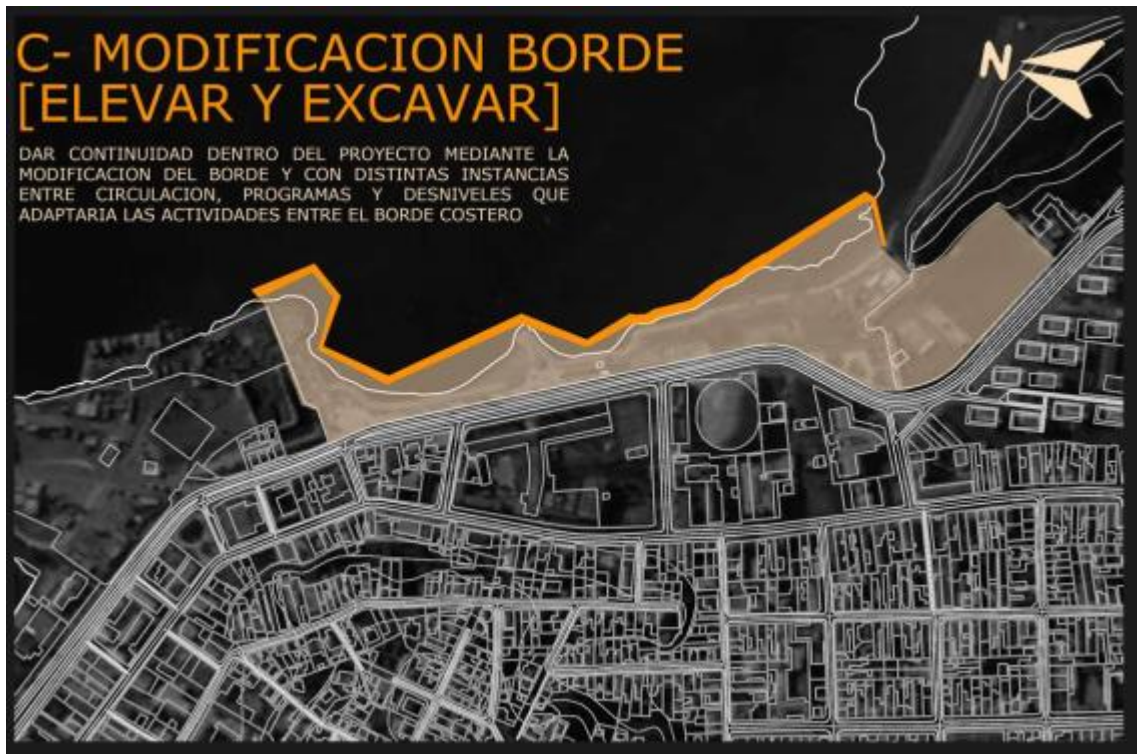 C- MODIFICACION BORDE
[ELEVAR Y EXCAVAR]
DAR CONTINUIDAD DENTRO DEL PROYECTO MEDIANTE LA
MODIFICACION DEL BORDE Y CON DISTINTAS INSTANCIAS
ENTRE CIRCULACION, PROGRAMAS Y DESNIVELES QUE
ADAPTARIA LAS ACTIVIDADES ENTRE EL BORDE COSTERO
N